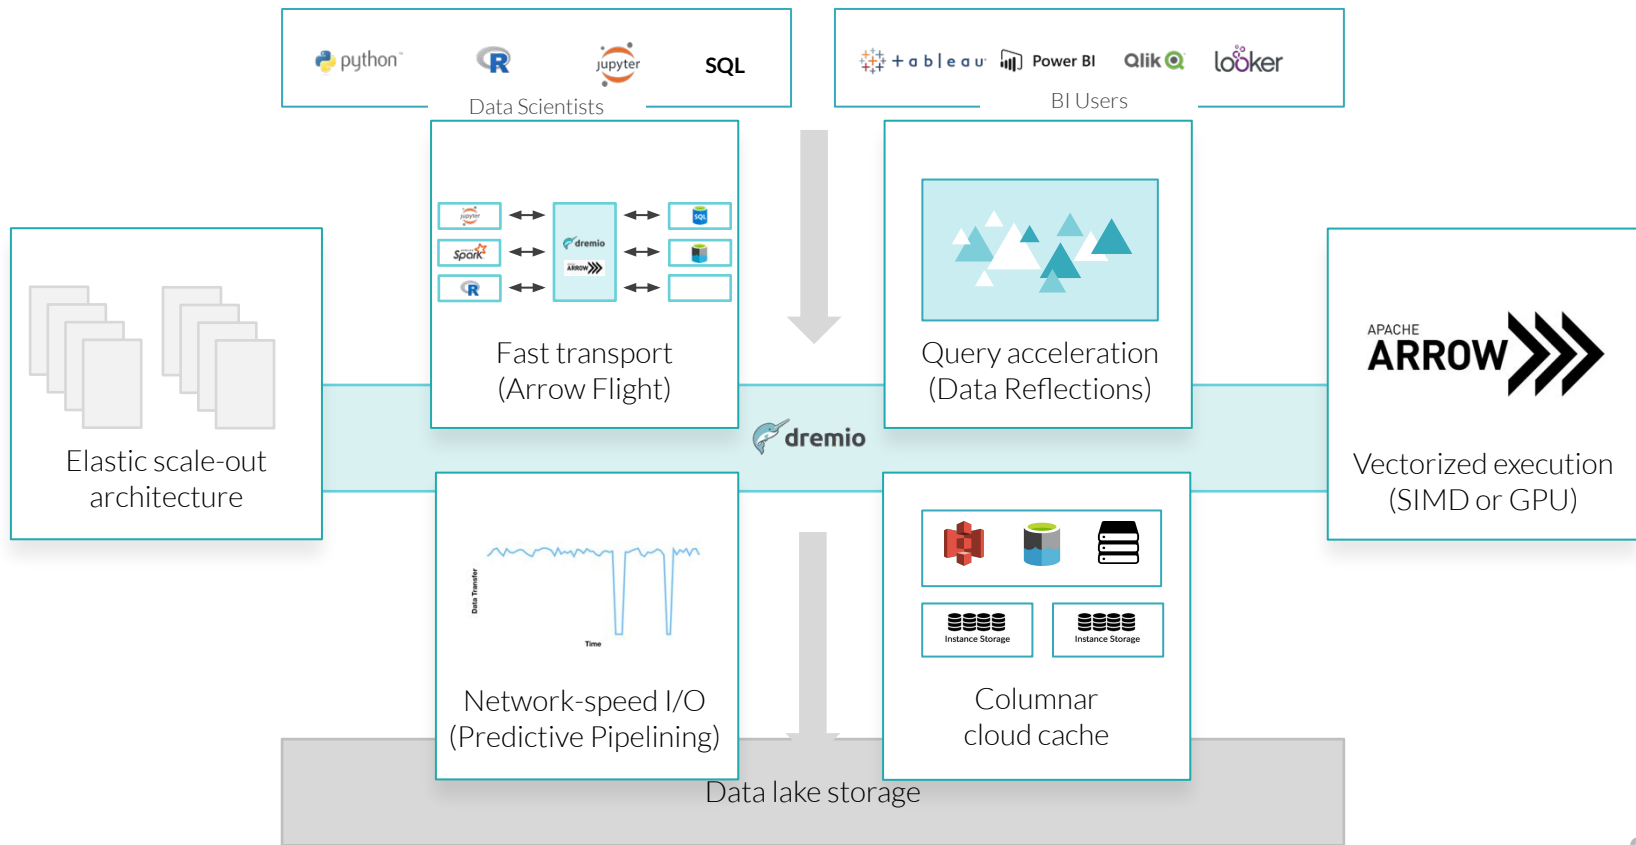 python™
R
jupyter
SQL
Data Scientists
+ a b | e a u
Power BI
Qlik
looker
BI Users
jupyter
Spark
R
dremio
ARROW
SQL
Fast transport
(Arrow Flight)
Query acceleration
(Data Reflections)
Elastic scale-out
architecture
APACHE
ARROW
Vectorized execution
(SIMD or GPU)
dremio
Data Transfer
Time
Network-speed I/O
(Predictive Pipelining)
Instance Storage
Instance Storage
Columnar
cloud cache
Data lake storage